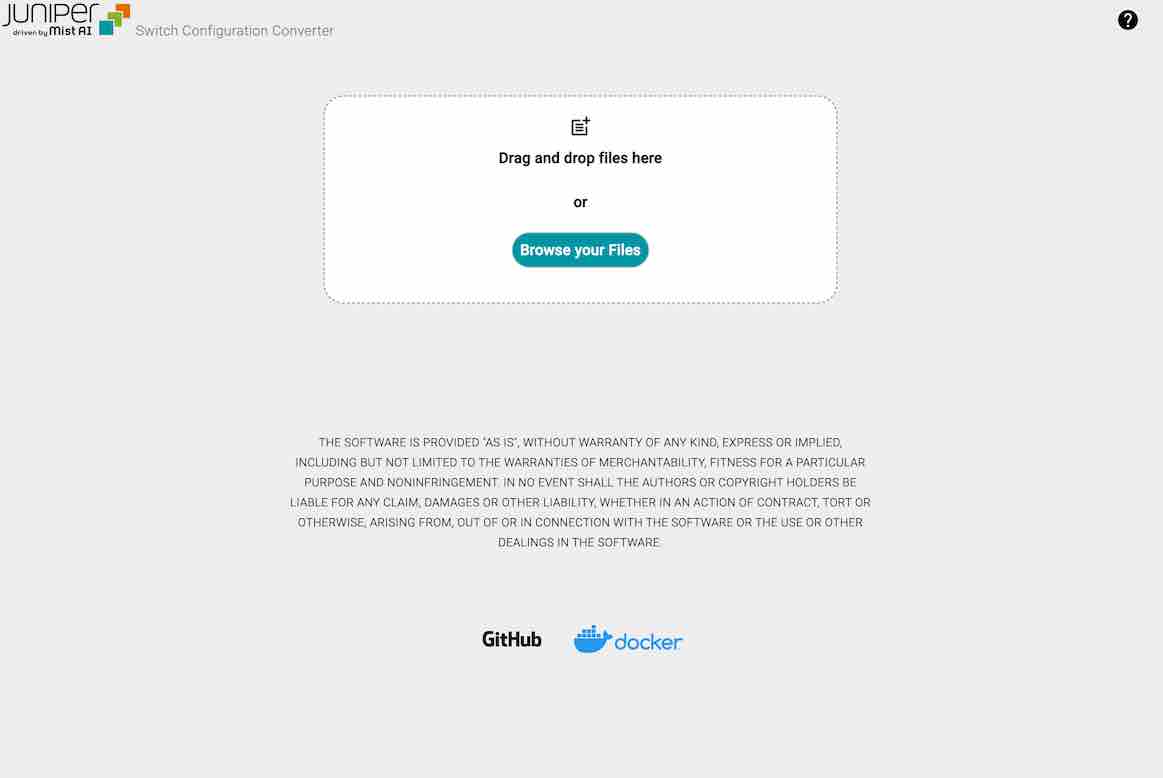 JUNIPer
driven by Mist AI
Switch Configuration Converter
?
Drag and drop files here
or
Browse your Files
THE SOFTWARE IS PROVIDED "AS IS", WITHOUT WARRANTY OF ANY KIND, EXPRESS OR IMPLIED,
INCLUDING BUT NOT LIMITED TO THE WARRANTIES OF MERCHANTABILITY, FITNESS FOR A PARTICULAR
PURPOSE AND NONINFRINGEMENT. IN NO EVENT SHALL THE AUTHORS OR COPYRIGHT HOLDERS BE
LIABLE FOR ANY CLAIM, DAMAGES OR OTHER LIABILITY, WHETHER IN AN ACTION OF CONTRACT, TORT OR
OTHERWISE, ARISING FROM, OUT OF OR IN CONNECTION WITH THE SOFTWARE OR THE USE OR OTHER
DEALINGS IN THE SOFTWARE.
GitHub
docker